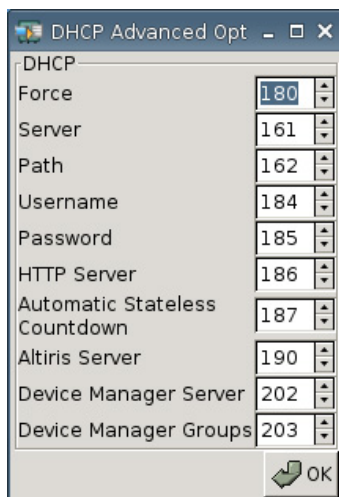 DHCP Advanced Opt
DHCP
Force 180
Server 161
Path 162
Username 184
Password 185
HTTP Server 186
Automatic Stateless
Countdown 187
Altiris Server 190
Device Manager Server 202
Device Manager Groups 203
OK